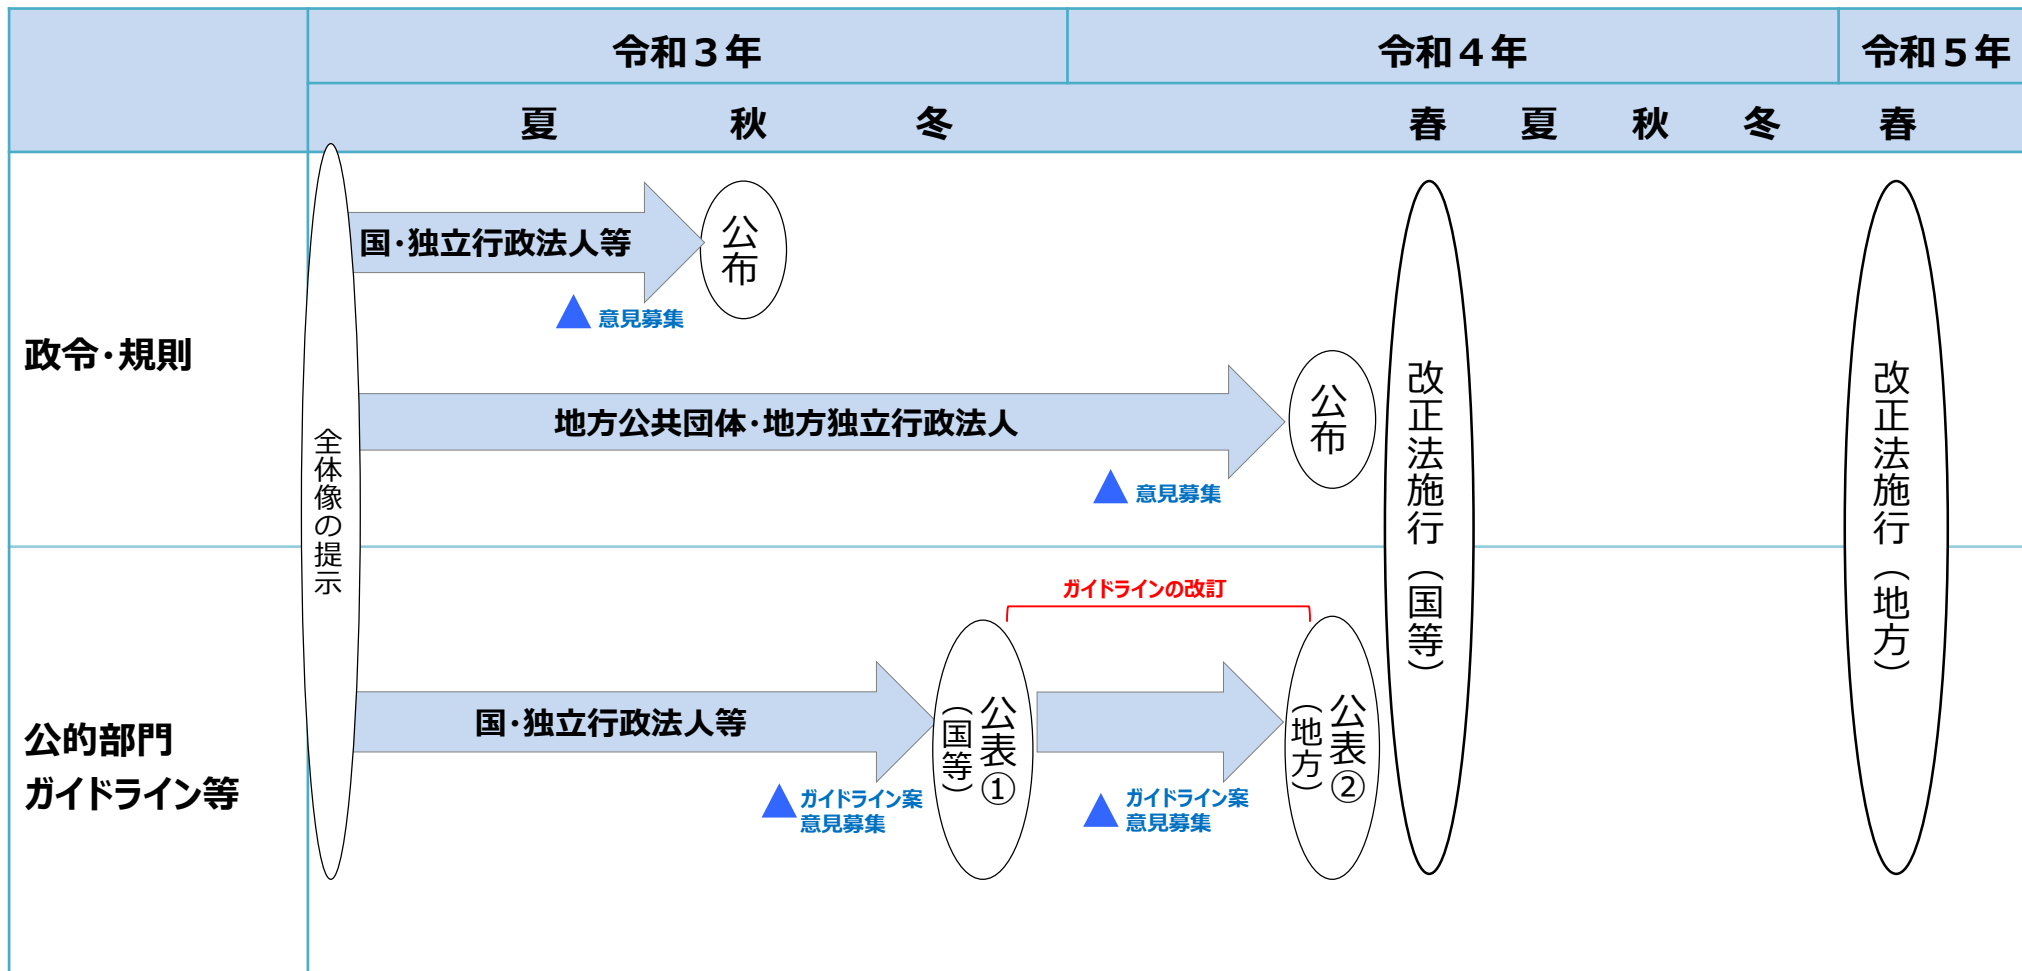 令和３年
令和４年
令和５年
夏
秋
冬
春
夏
秋
冬
春
政令・規則
全体像の提示
国・独立行政法人等
公布
意見募集
地方公共団体・地方独立行政法人
公布
意見募集
改正法施行（国等）
改正法施行（地方）
公的部門
ガイドライン等
ガイドラインの改訂
国・独立行政法人等
公表①
（国等）
ガイドライン案
意見募集
公表②
（地方）
ガイドライン案
意見募集